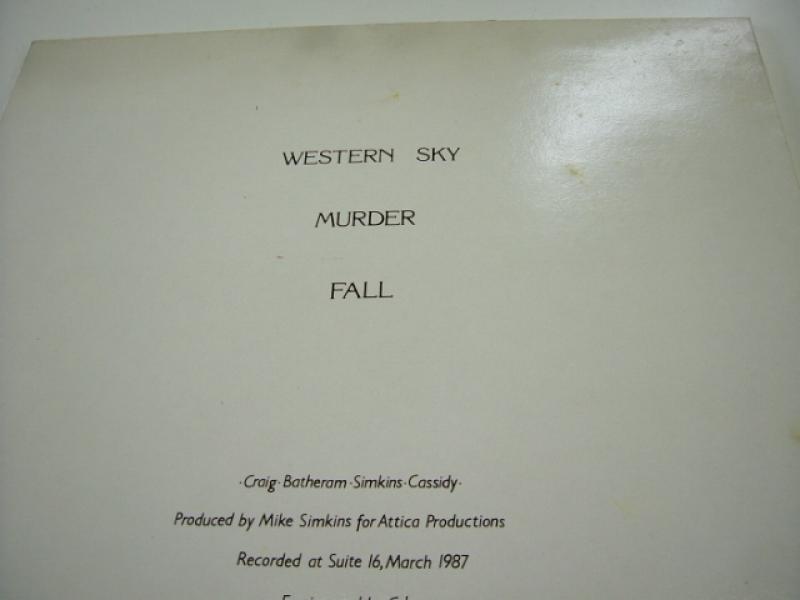 WESTERN SKY
MURDER
FALL
·Craig·Batheram·Simkins·Cassidy·
Produced by Mike Simkins for Attica Productions
Recorded at Suite 16, March 1987